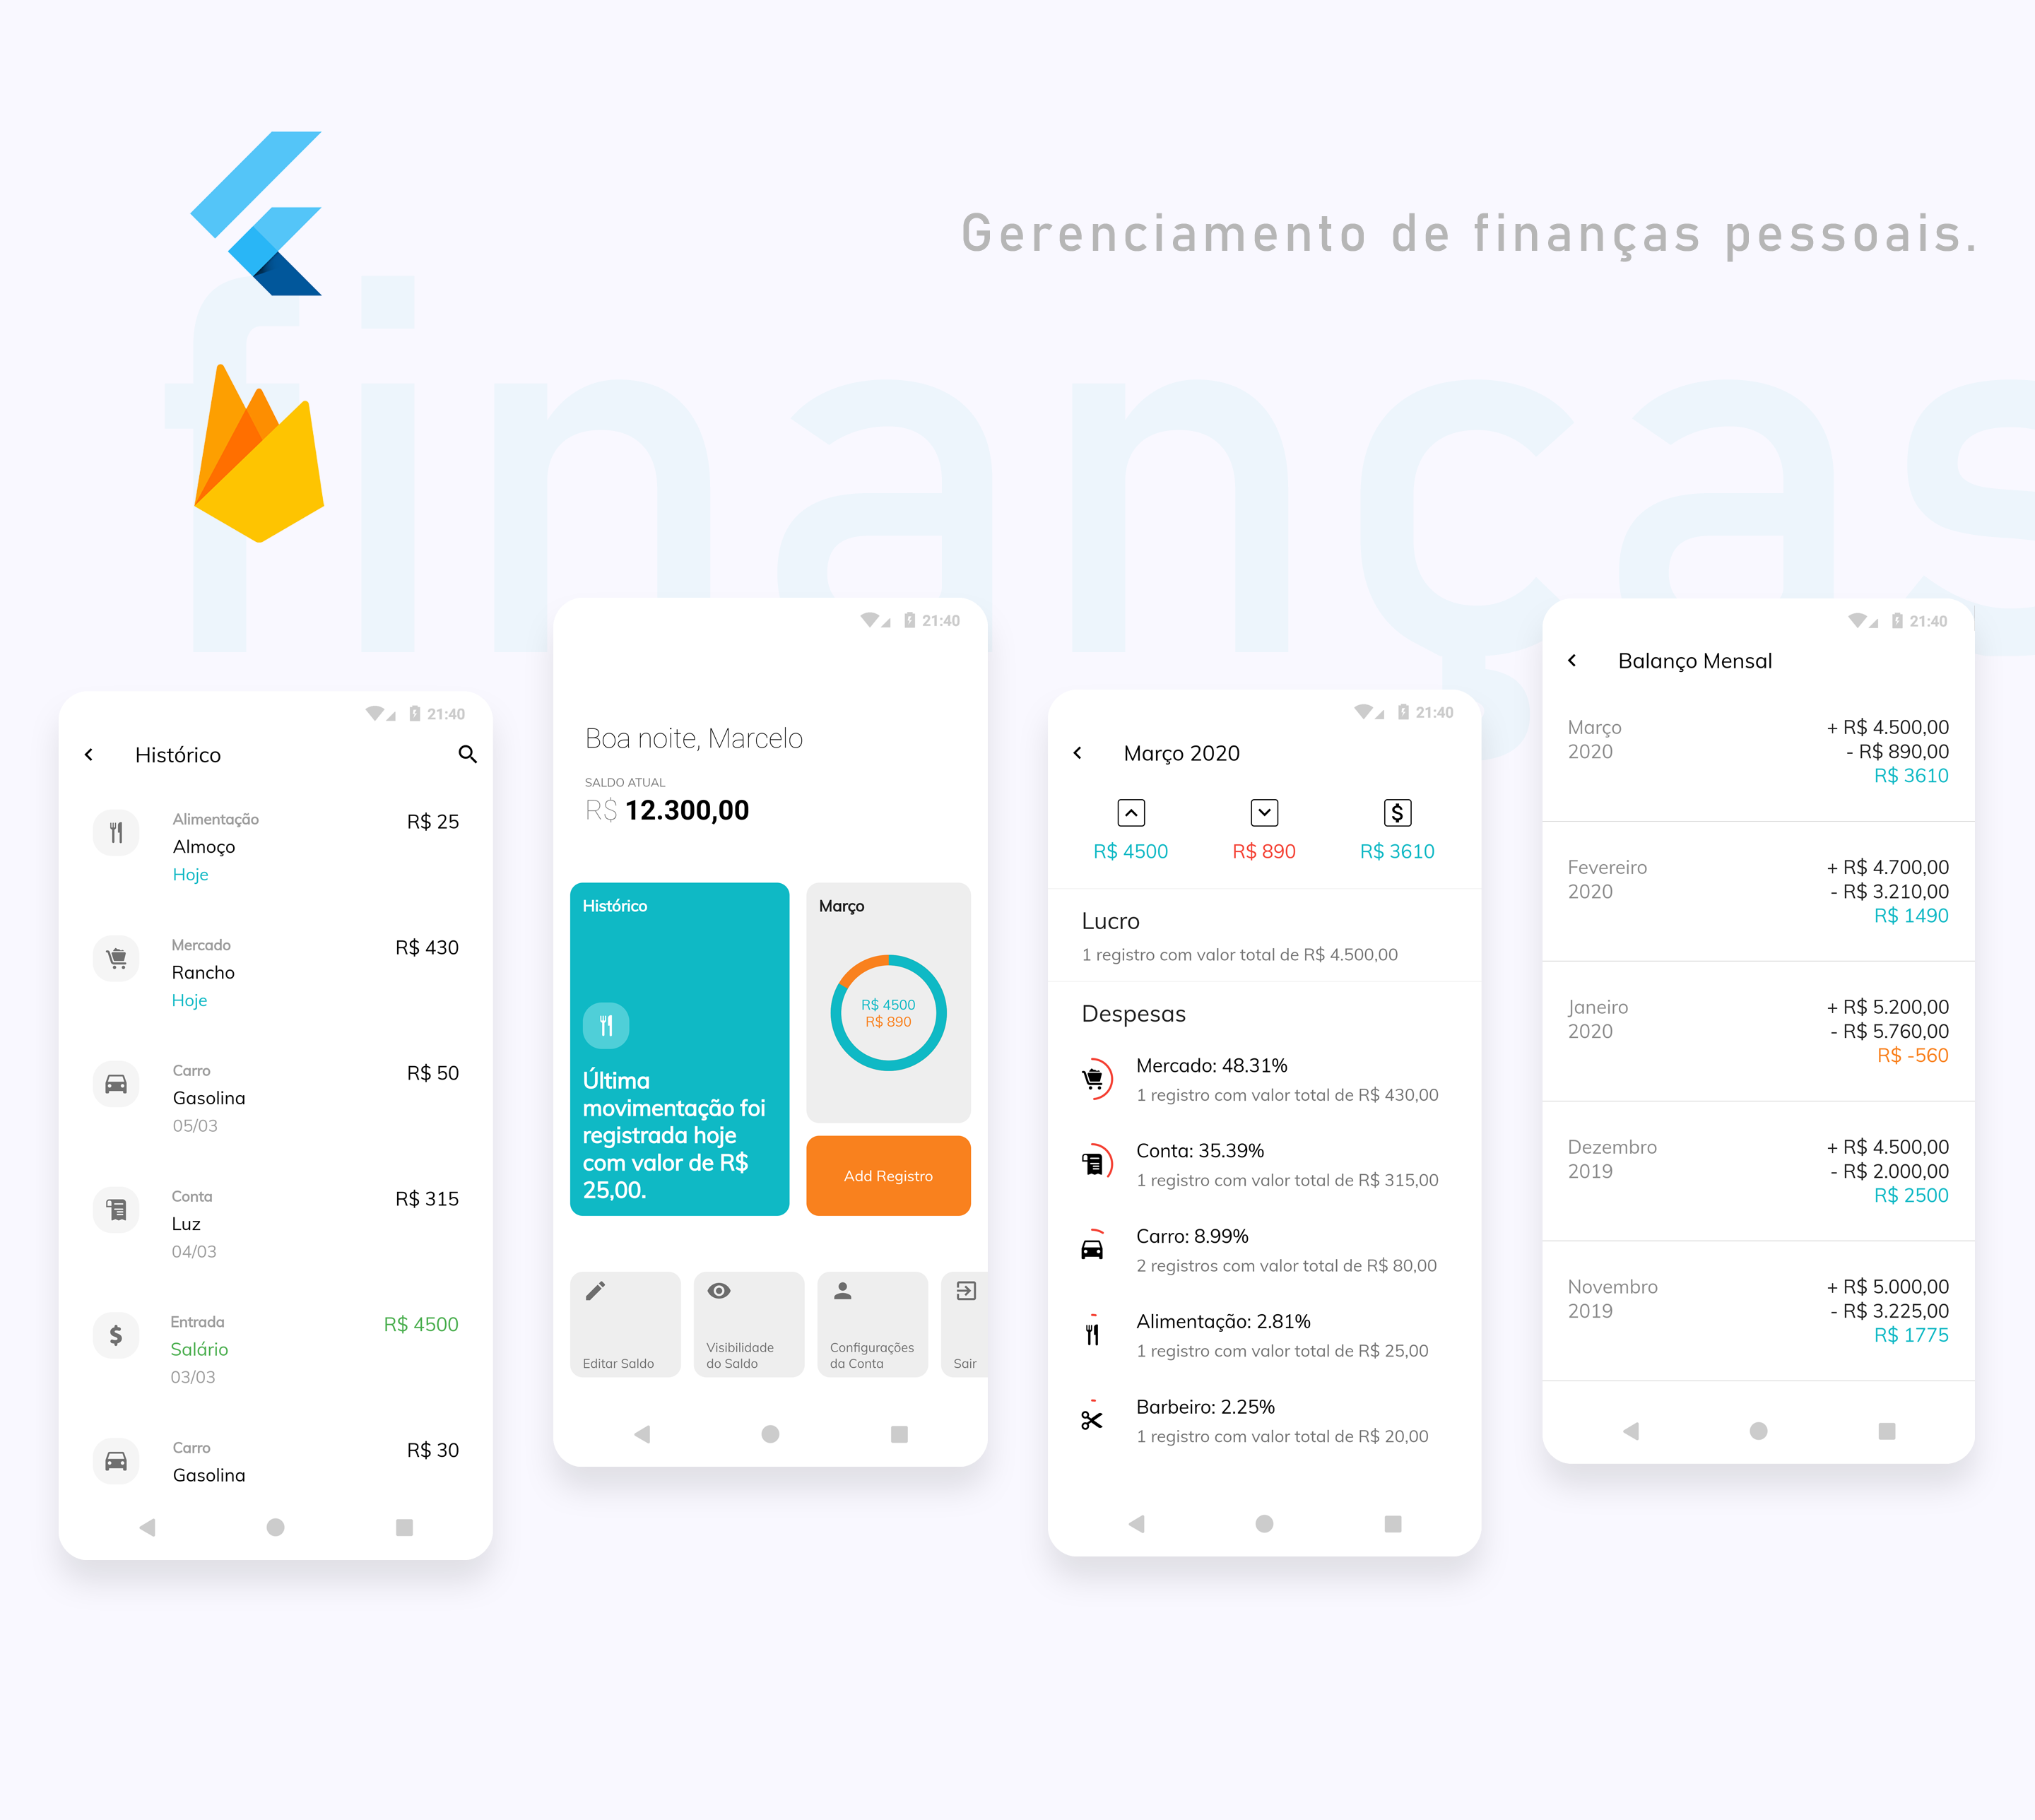 Gerenciamento de finanças pessoais.
finanças
21:40
Histórico
Alimentação
R$ 25
Almoço
Hoje
Mercado
R$ 430
Rancho
Hoje
Carro
R$ 50
Gasolina
05/03
Conta
R$ 315
Luz
04/03
Entrada
R$ 4500
Salário
03/03
Carro
R$ 30
Gasolina
21:40
Boa noite, Marcelo
SALDO ATUAL
R$ 12.300,00
Histórico
Última
movimentação foi
registrada hoje
com valor de R$
25,00.
Março
R$ 4500
R$ 890
Add Registro
Editar Saldo
Visibilidade
do Saldo
Configurações
da Conta
Sair
21:40
Março 2020
R$ 4500
R$ 890
R$ 3610
Lucro
1 registro com valor total de R$ 4.500,00
Despesas
Mercado: 48.31%
1 registro com valor total de R$ 430,00
Conta: 35.39%
1 registro com valor total de R$ 315,00
Carro: 8.99%
2 registros com valor total de R$ 80,00
Alimentação: 2.81%
1 registro com valor total de R$ 25,00
Barbeiro: 2.25%
1 registro com valor total de R$ 20,00
21:40
Balanço Mensal
Março
2020
+ R$ 4.500,00
- R$ 890,00
R$ 3610
Fevereiro
2020
+ R$ 4.700,00
- R$ 3.210,00
R$ 1490
Janeiro
2020
+ R$ 5.200,00
- R$ 5.760,00
R$ -560
Dezembro
2019
+ R$ 4.500,00
- R$ 2.000,00
R$ 2500
Novembro
2019
+ R$ 5.000,00
- R$ 3.225,00
R$ 1775